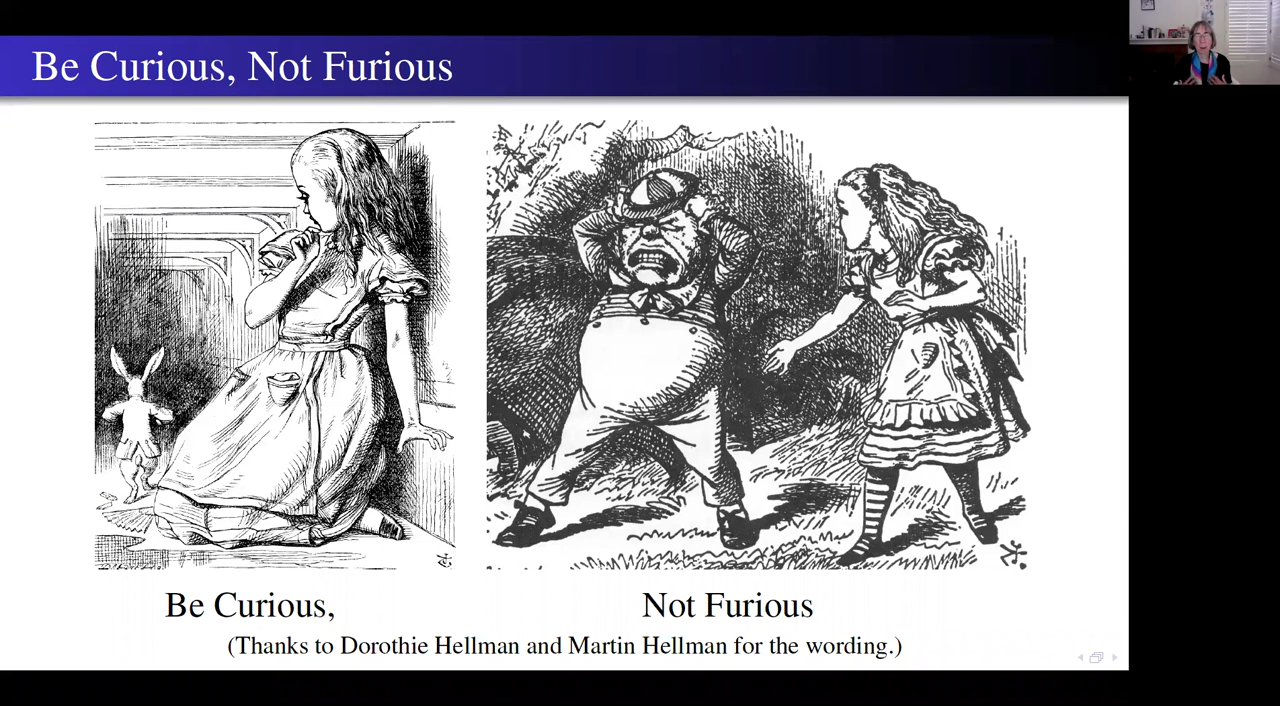 Be Curious, Not Furious
Be Curious,
Not Furious
(Thanks to Dorothie Hellman and Martin Hellman for the wording.)